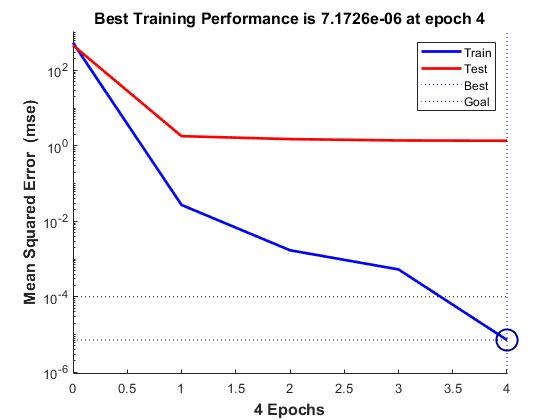 Best Training Performance is 7.1726e-06 at epoch 4
Train
Test
Best
Goal
Mean Squared Error  (mse)
10^2
10^0
10^-2
10^-4
10^-6
0 0.5 1 1.5 2 2.5 3 3.5 4
4 Epochs